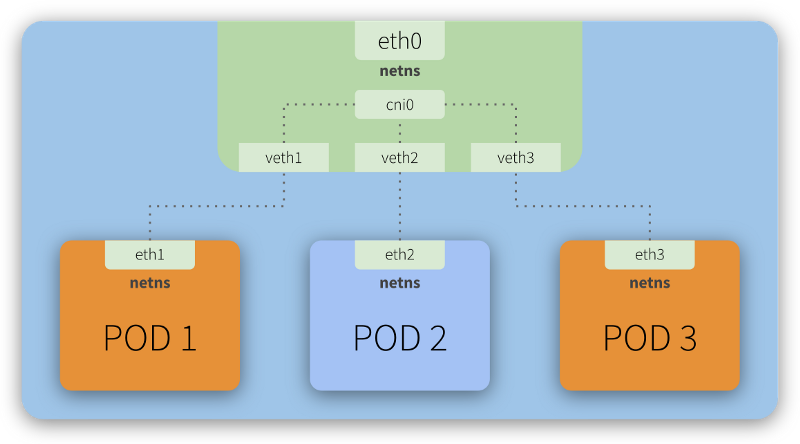 eth0
netns
cni0
veth1 veth2 veth3
eth1 eth2 eth3
netns netns netns
POD 1 POD 2 POD 3